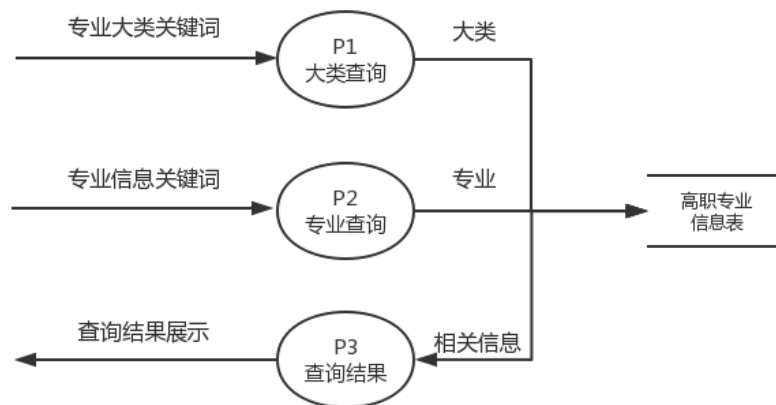 专业大类关键词
P1
大类查询
大类
专业信息关键词
P2
专业查询
专业
高职专业
信息表
查询结果展示
P3
查询结果
相关信息